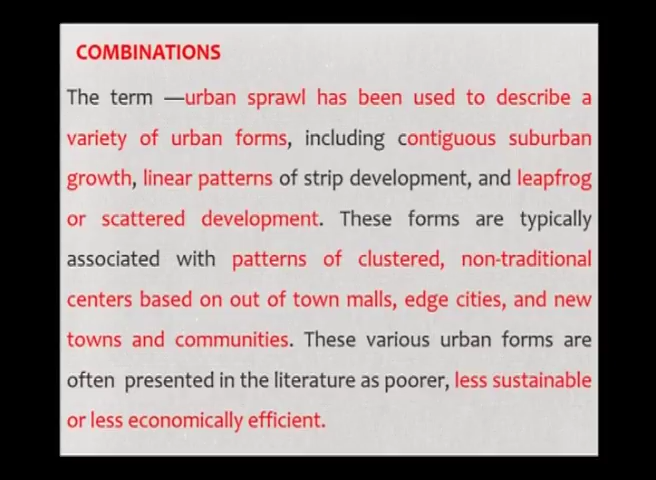 COMBINATIONS
The term —urban sprawl has been used to describe a
variety of urban forms, including contiguous suburban
growth, linear patterns of strip development, and leapfrog
or scattered development. These forms are typically
associated with patterns of clustered, non-traditional
centers based on out of town malls, edge cities, and new
towns and communities. These various urban forms are
often presented in the literature as poorer, less sustainable
or less economically efficient.